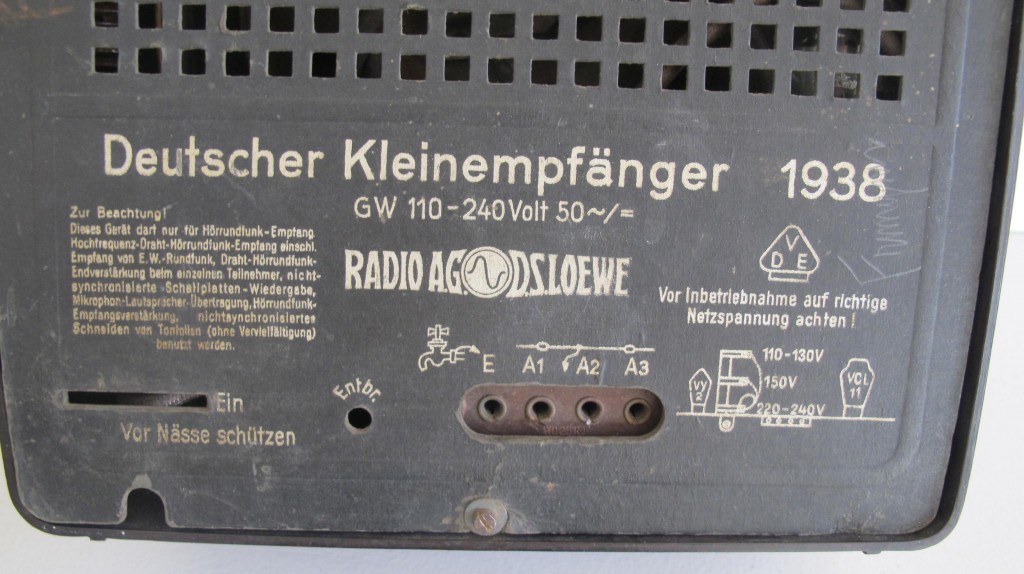 Deutscher Kleinempfänger 1938
GW 110-240 Volt 50~/=
Zur Beachtung!
Dieses Gerät darf nur für Hörrundfunk-Empfang
Hochfrequenz-Draht-Hörrundfunk-Empfang einschl.
Empfang von E.W.-Rundfunk, Draht-Hörrundfunk-
Endverstärkung beim einzelnen Teilnehmer, nicht-
synchronisierte Schallplatten-Wiedergabe,
Mikrophon-Lautsprecher-Übertragung, Hörrundfunk-
Empfangsverstärkung, nichtsynchronisiertes
Schneiden von Tonfolien (ohne Vervielfältigung)
benutzt werden.
RADIO A.G. D.S. LOEWE
VDE
Vor Inbetriebnahme auf richtige
Netzspannung achten!
E A1 A2 A3
110-130V
150V
220-240V
VY
2
VCL
11
Entbr.
Ein
Vor Nässe schützen